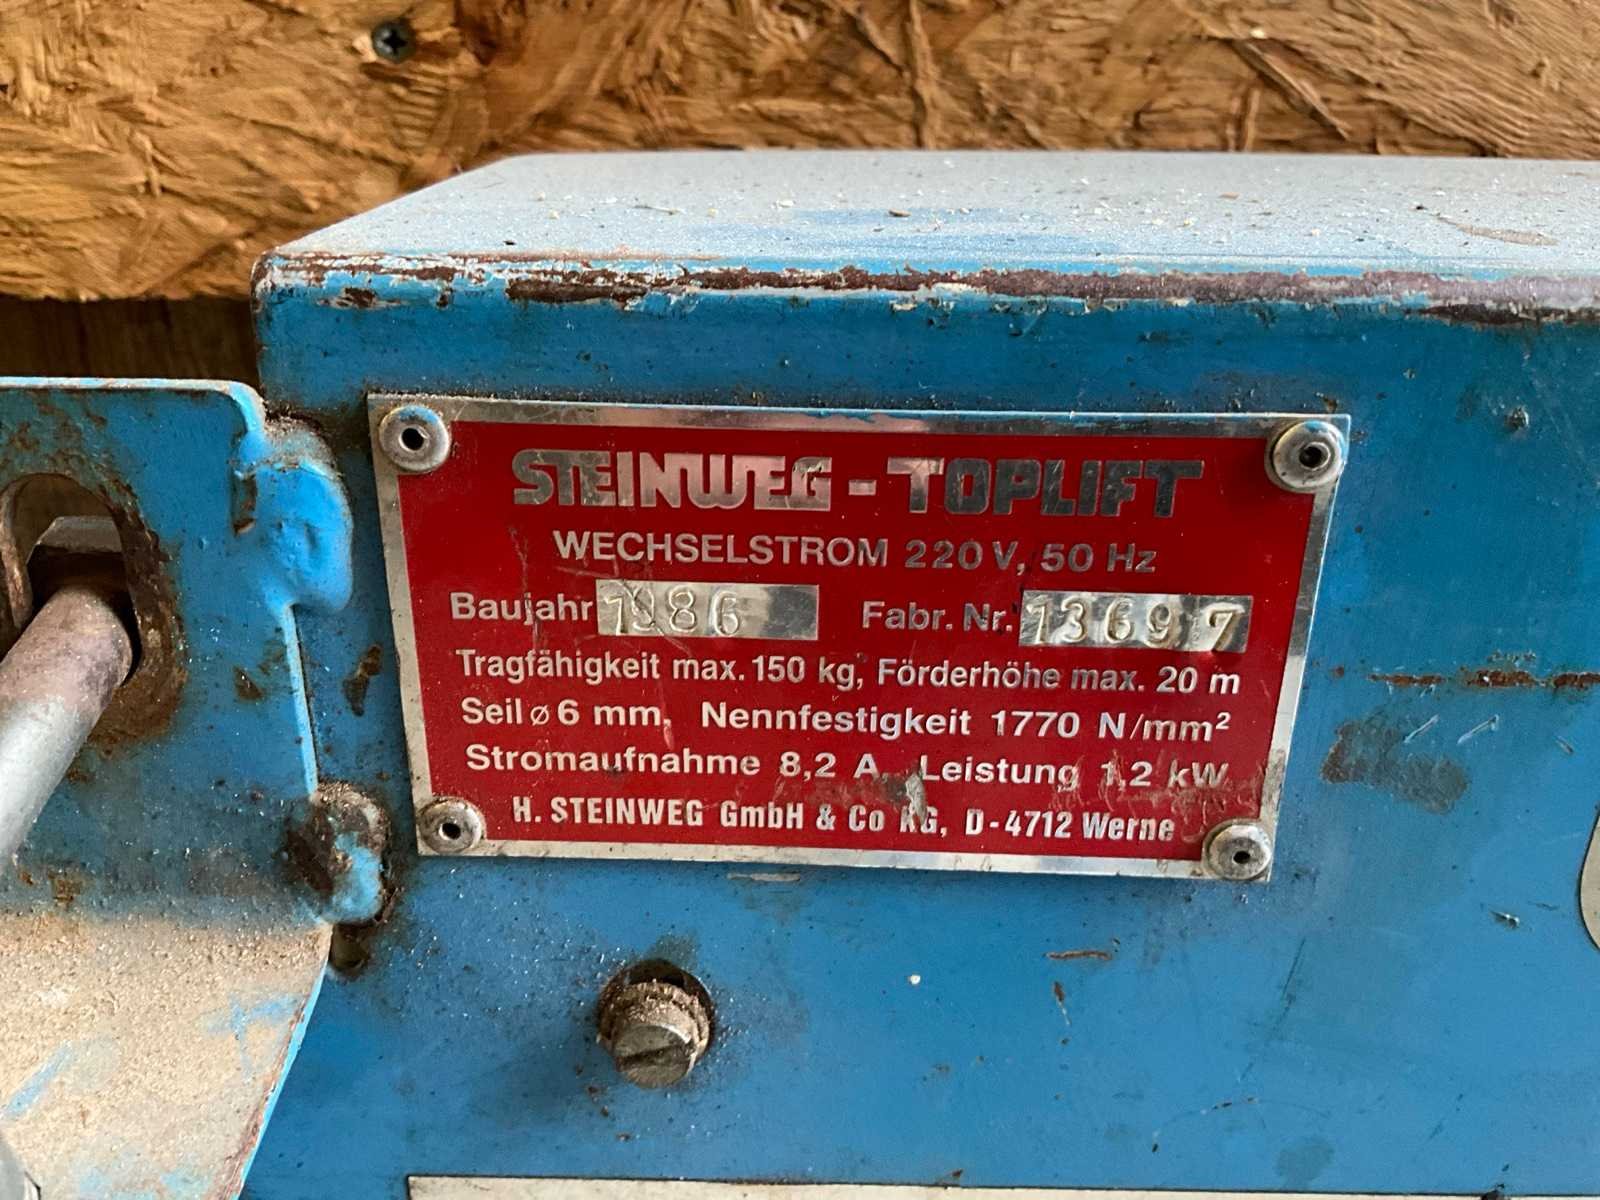 STEINWEG - TOPLIFT
WECHSELSTROM 220 V, 50 Hz
Baujahr 1986 Fabr. Nr. 13697
Tragfähigkeit max. 150 kg, Förderhöhe max. 20 m
Seil ø 6 mm, Nennfestigkeit 1770 N/mm²
Stromaufnahme 8,2 A, Leistung 1,2 kW
H. STEINWEG GmbH & Co KG, D-4712 Werne